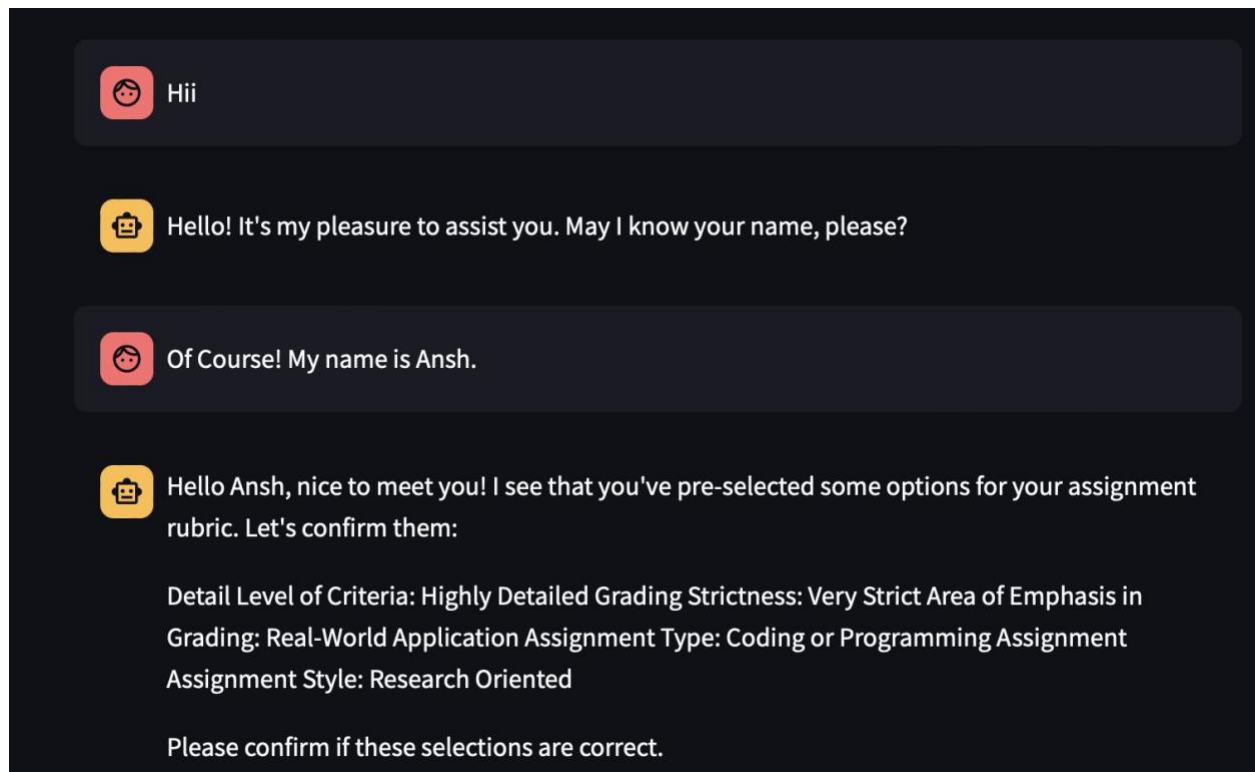 Hii
Hello! It's my pleasure to assist you. May I know your name, please?
Of Course! My name is Ansh.
Hello Ansh, nice to meet you! I see that you've pre-selected some options for your assignment
rubric. Let's confirm them:
Detail Level of Criteria: Highly Detailed Grading Strictness: Very Strict Area of Emphasis in
Grading: Real-World Application Assignment Type: Coding or Programming Assignment
Assignment Style: Research Oriented
Please confirm if these selections are correct.